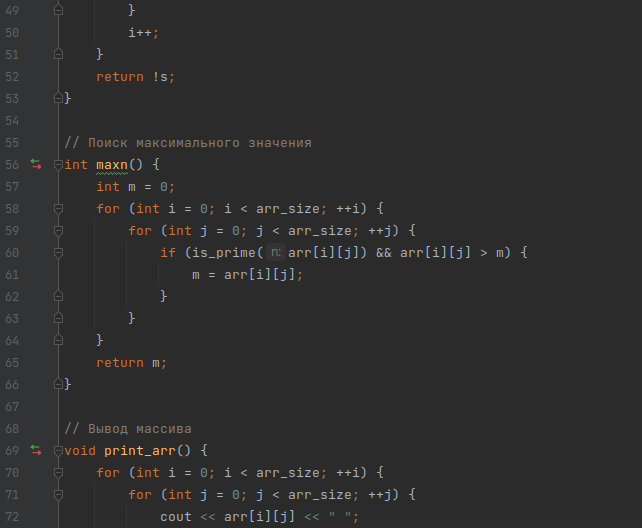 49             }
50             i++;
51         }
52         return !s;
53     }
54
55     // Поиск максимального значения
56     int maxn() {
57         int m = 0;
58         for (int i = 0; i < arr_size; ++i) {
59             for (int j = 0; j < arr_size; ++j) {
60                 if (is_prime( n: arr[i][j]) && arr[i][j] > m) {
61                     m = arr[i][j];
62                 }
63             }
64         }
65         return m;
66     }
67
68     // Вывод массива
69     void print_arr() {
70         for (int i = 0; i < arr_size; ++i) {
71             for (int j = 0; j < arr_size; ++j) {
72                 cout << arr[i][j] << " ";